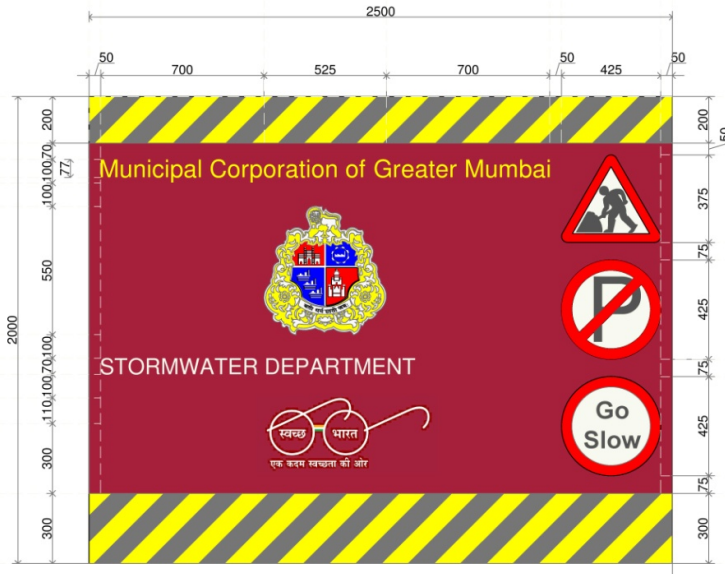 2500
50 700 525 700 50 425 50
200 200
50
70 Municipal Corporation of Greater Mumbai
100 77
100 375
75
550
2000 425
100
70 STORMWATER DEPARTMENT 75
100
110 Go
Slow 425
स्वच्छ भारत
300 एक कदम स्वच्छता की ओर
75
300 300
P